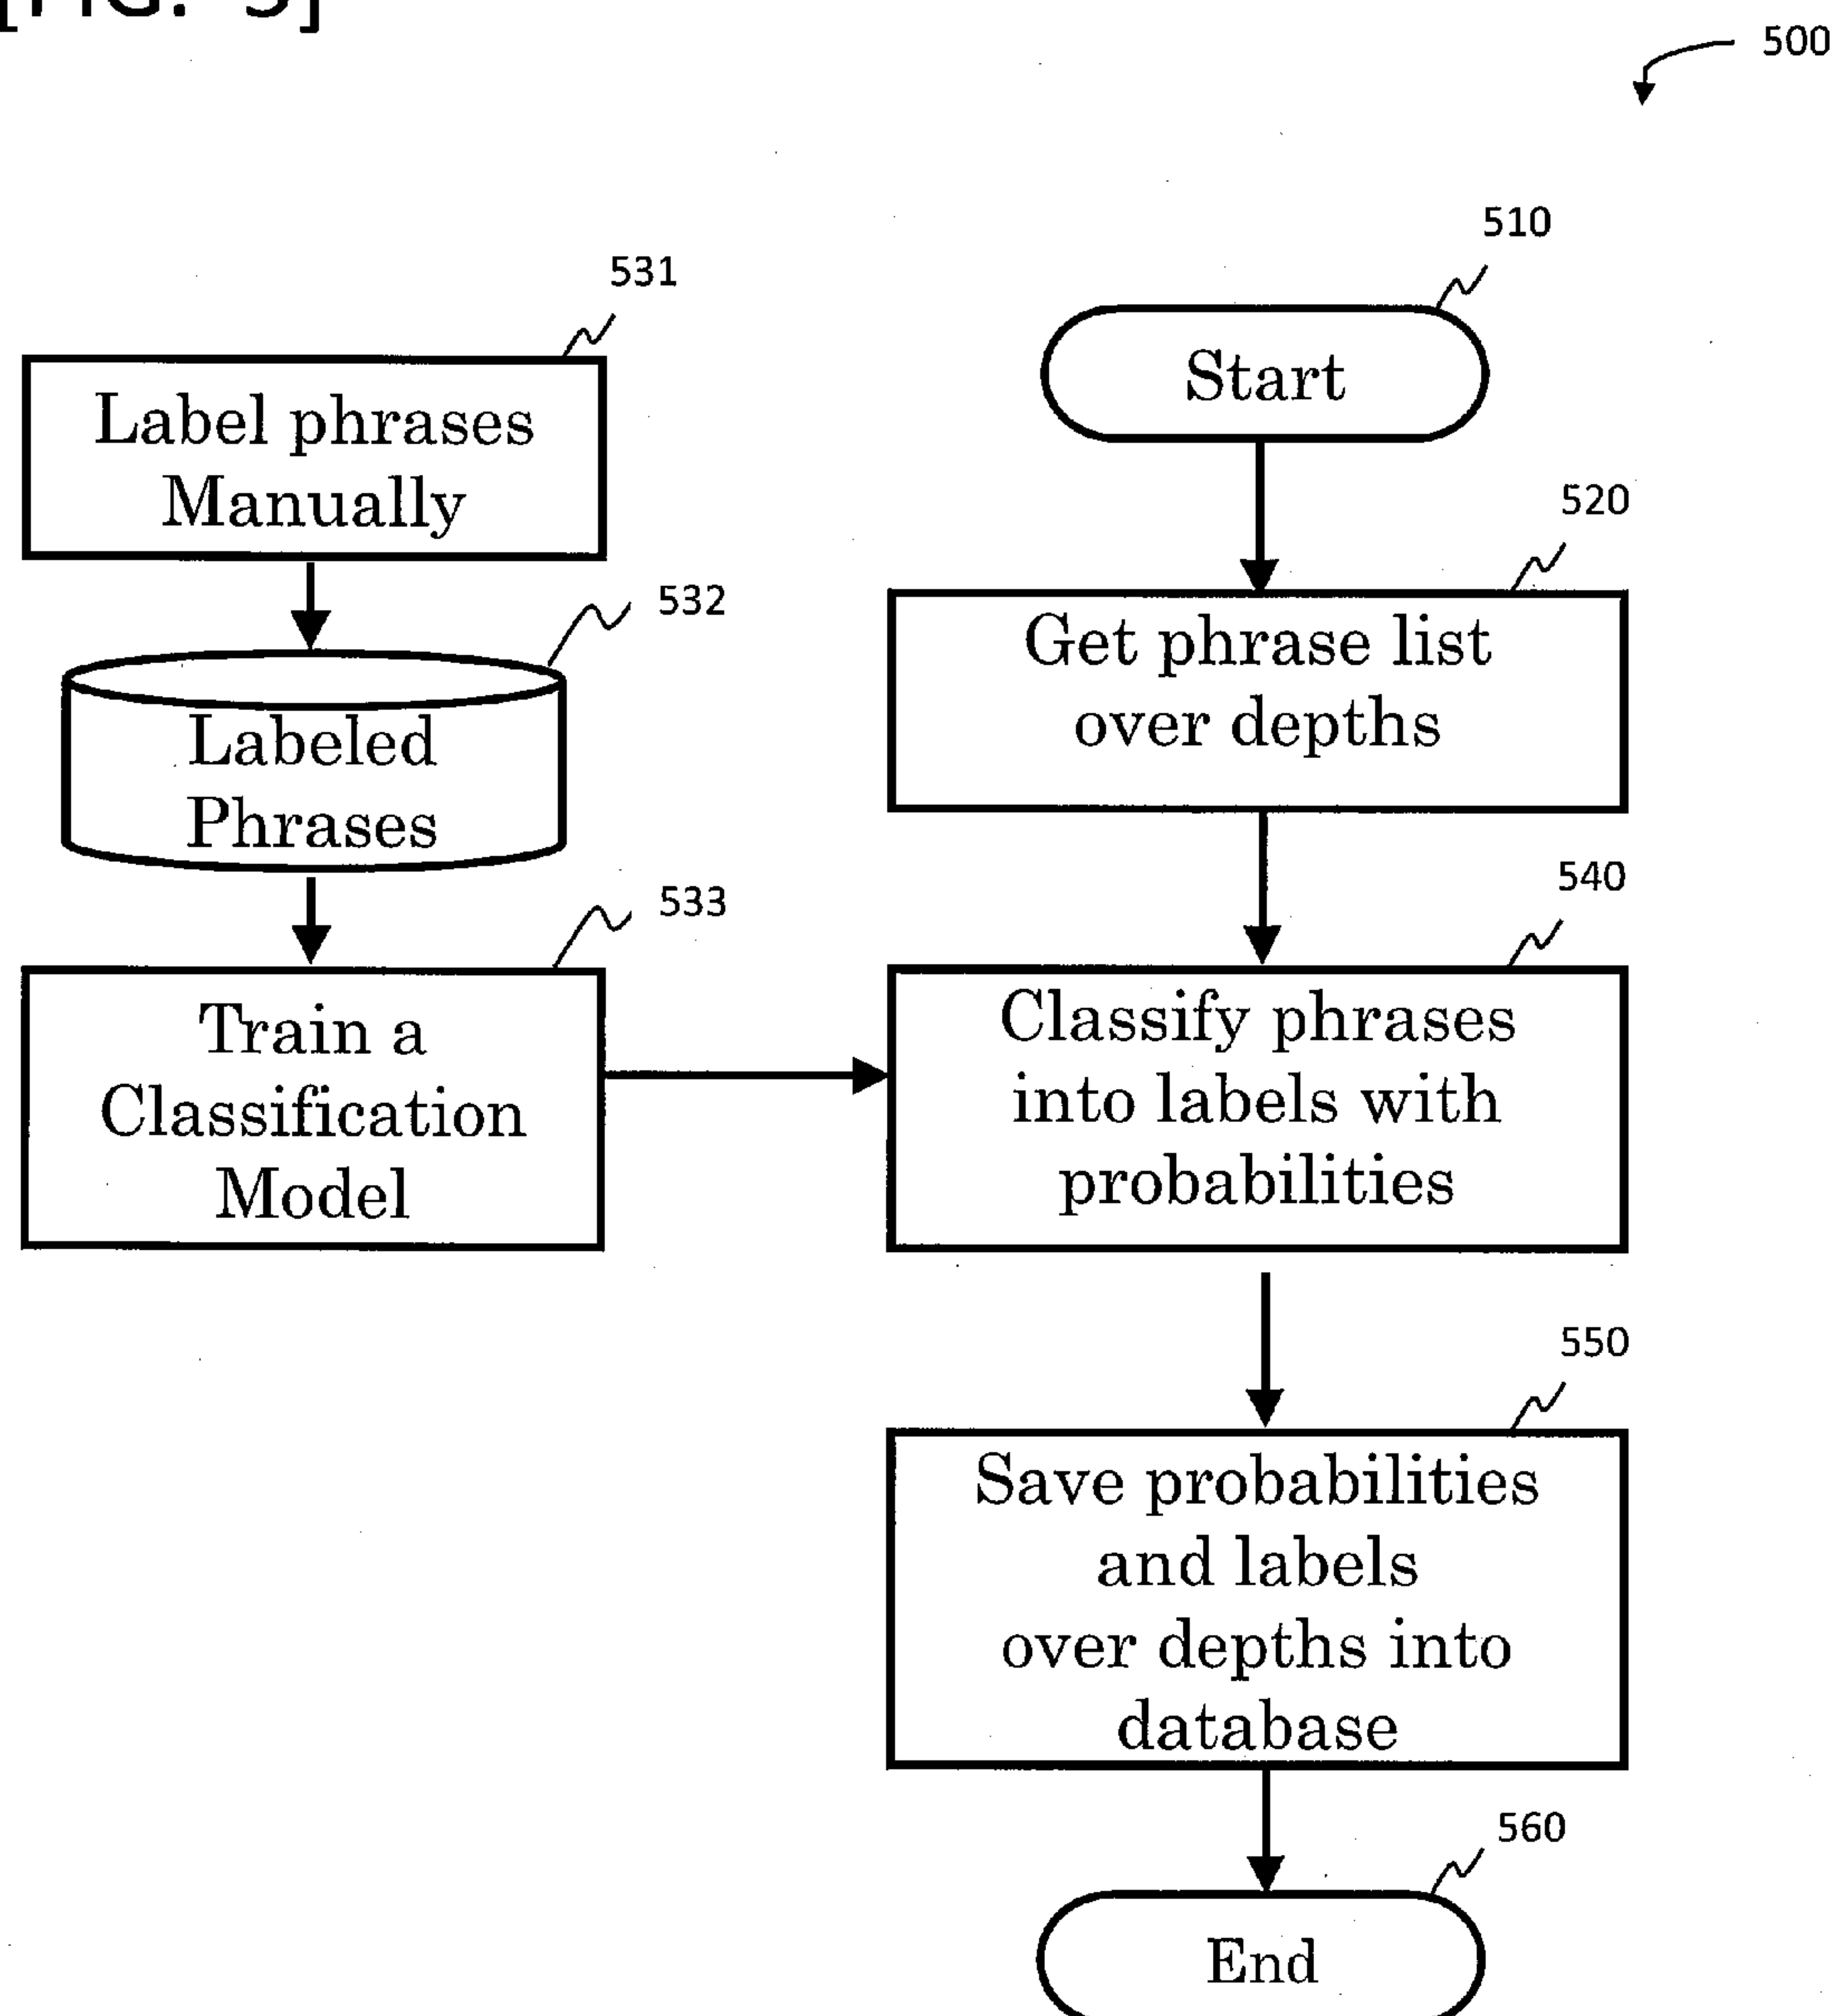 [FIG. 5]
500
510
Start
520
Get phrase list
over depths
531
Label phrases
Manually
532
Labeled
Phrases
533
Train a
Classification
Model
540
Classify phrases
into labels with
probabilities
550
Save probabilities
and labels
over depths into
database
560
End